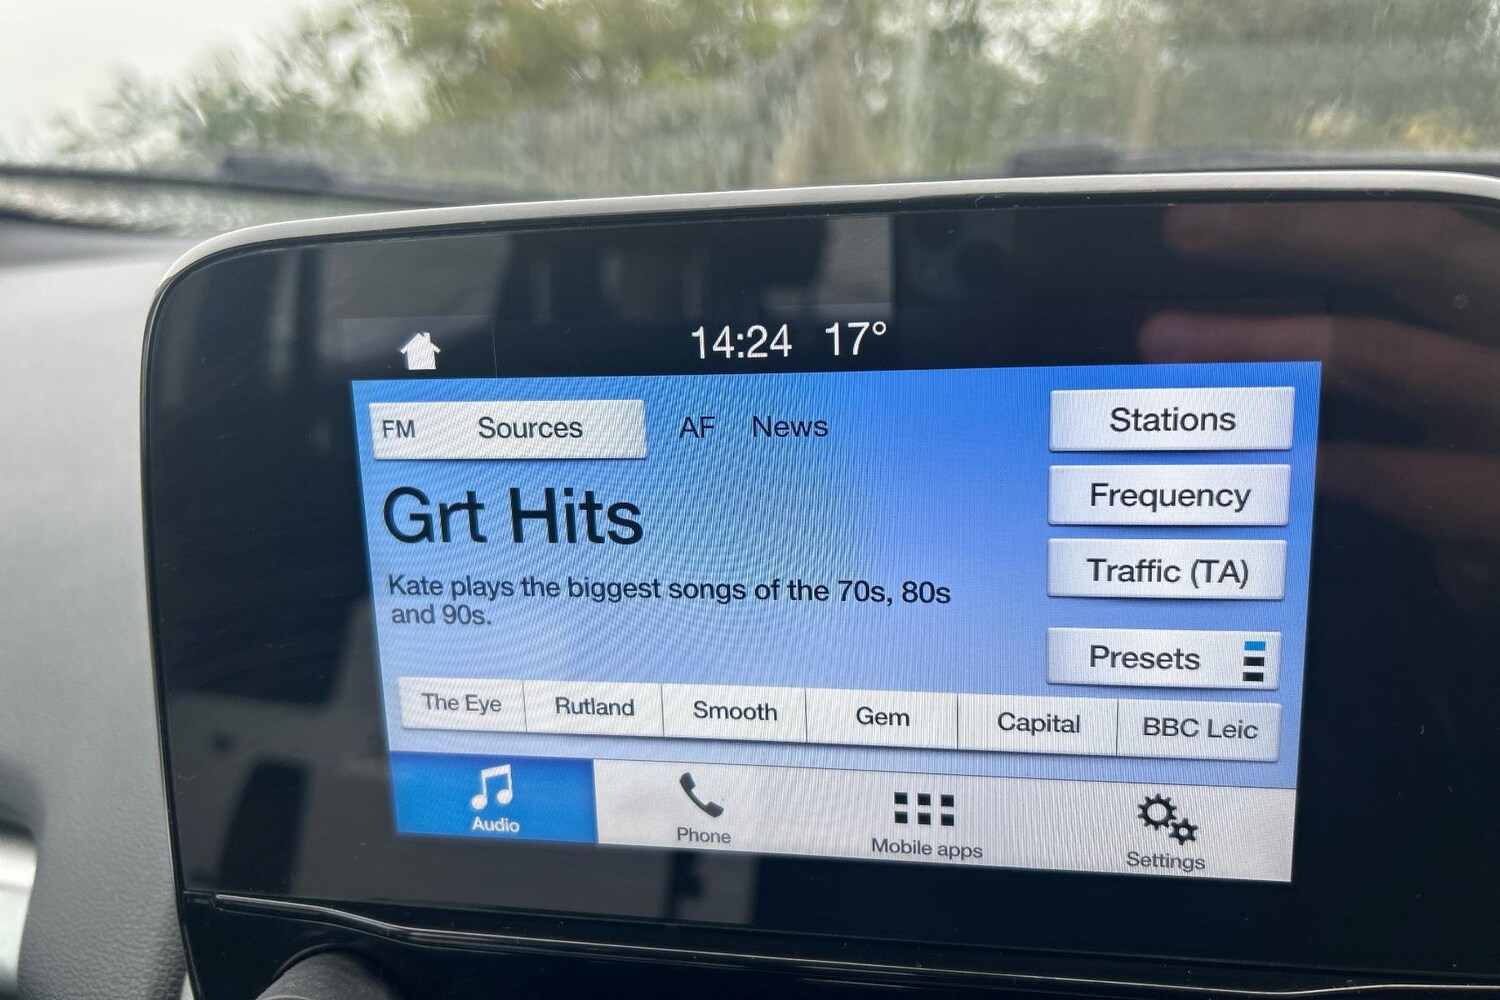 14:24 17°
FM Sources AF News
Stations
Grt Hits
Frequency
Kate plays the biggest songs of the 70s, 80s
and 90s.
Traffic (TA)
Presets
The Eye Rutland Smooth Gem Capital BBC Leic
Audio Phone Mobile apps Settings